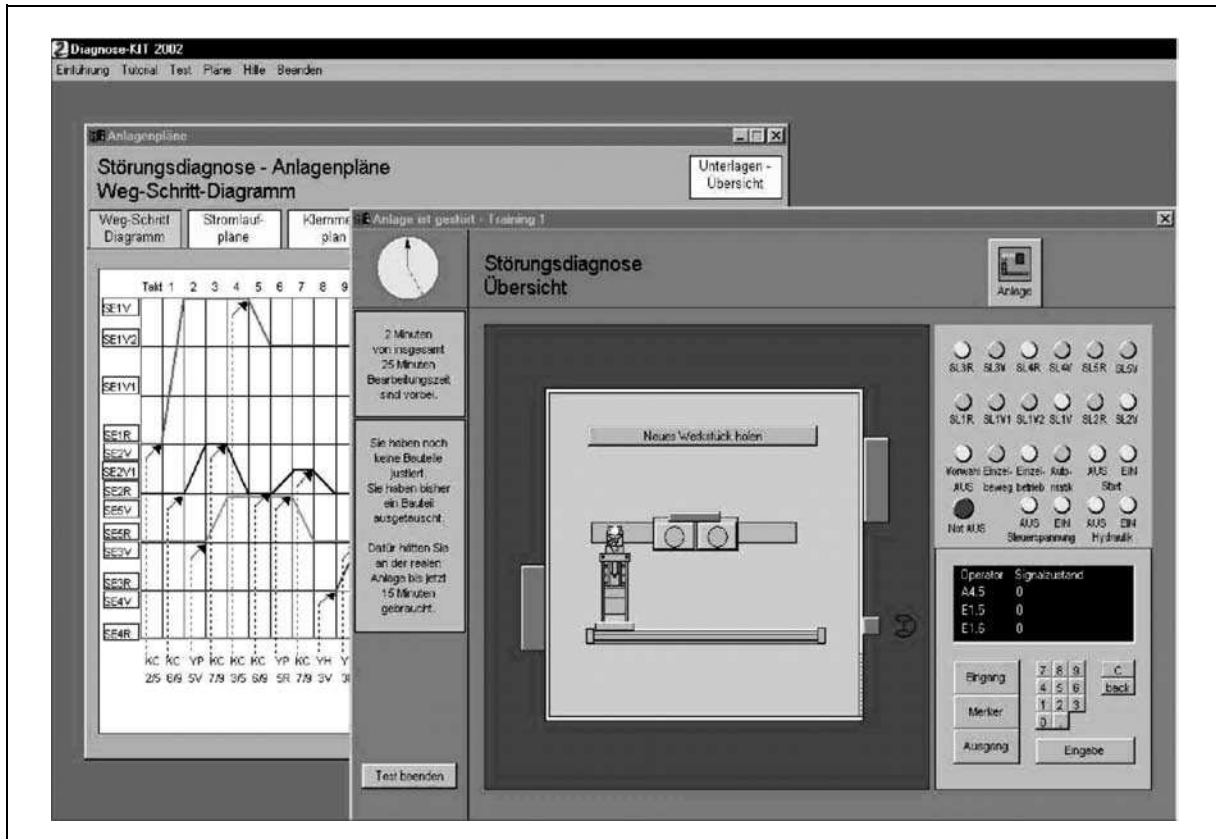 Diagnose-KIT 2002
Einführung Tutorial Test Pläne Hilfe Beenden
Anlagenpläne
Störungsdiagnose - Anlagenpläne
Weg-Schritt-Diagramm
Unterlagen -
Übersicht
Weg-Schritt
Diagramm
Stromlauf-
pläne
Klemme
plan
Takt 1 2 3 4 5 6 7 8 9
SE1V
SE1V2
SE1V1
SE1R
SE2V
SE2V1
SE2R
SE5V
SE5R
SE3V
SE3R
SE4V
SE4R
KC KC YP KC KC KC YP KC YH Y
2/5 8/9 5V 7/9 3/5 6/9 5R 7/9 3V
Anlage ist gestört - Training 1
Störungsdiagnose
Übersicht
Anlage
2 Minuten
von insgesamt
25 Minuten
Bearbeitungszeit
sind vorbei.
Sie haben noch
keine Bauteile
justiert.
Sie haben bisher
ein Bauteil
ausgetauscht.
Dafür hätten Sie
an der realen
Anlage bis jetzt
15 Minuten
gebraucht.
Test beenden
Neues Werkstück holen
SL3R SL3V SL4R SL4V SL5R SL5V
SL1R SL1V1 SL1V2 SL1V SL2R SL2V
Vorwahl Einzel- Einzel- Auto- AUS EIN
AUS beweg betrieb matik Start
Not AUS
AUS EIN AUS EIN
Steuerspannung Hydraulik
Operator Signalzustand
A4.5 0
E1.5 0
E1.6 0
Eingang
Merker
Ausgang
7 8 9
4 5 6
1 2 3
0 .
C
back
Eingabe